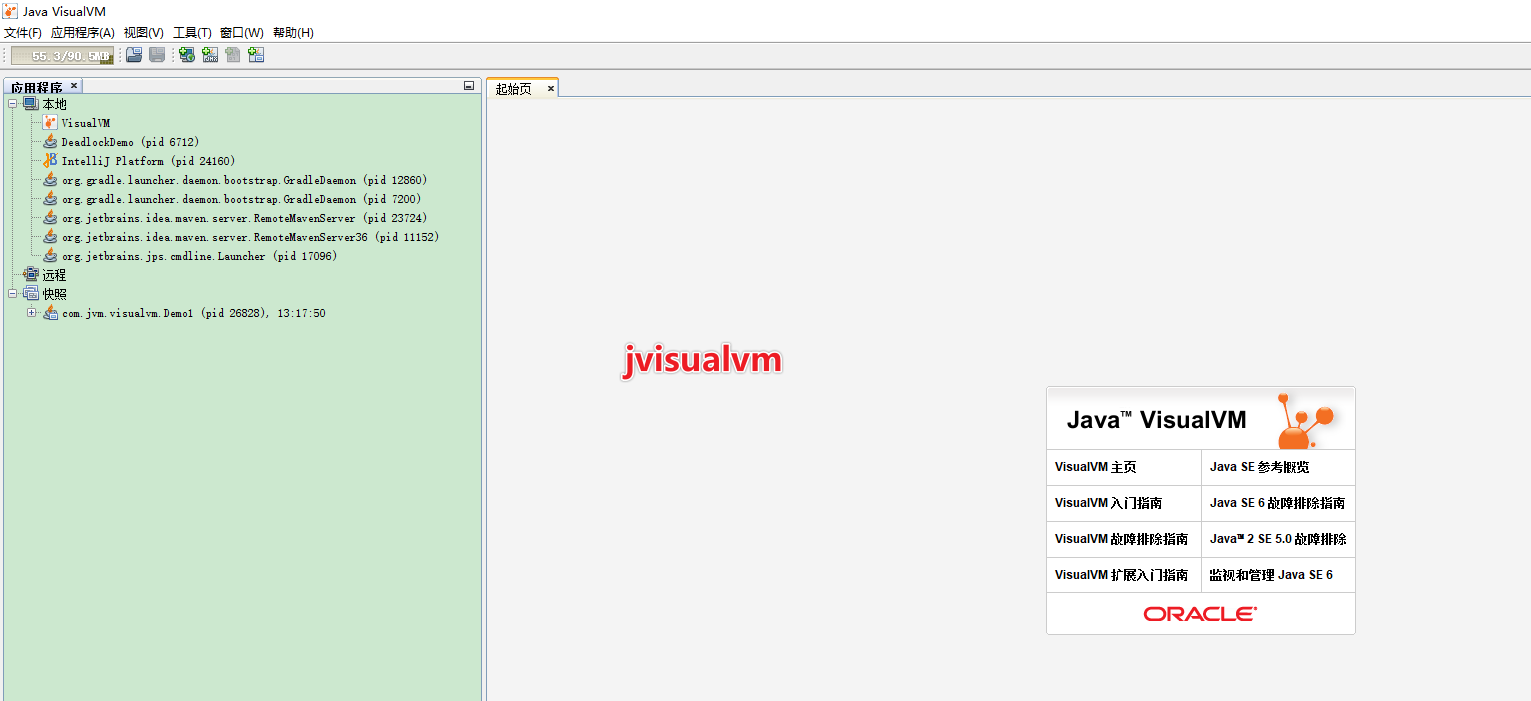 Java VisualVM
文件(F) 应用程序(A) 视图(V) 工具(T) 窗口(W) 帮助(H)
55.3/90.5MB
应用程序 ×
起始页 ×
本地
VisualVM
DeadlockDemo (pid 6712)
IntelliJ Platform (pid 24160)
org.gradle.launcher.daemon.bootstrap.GradleDaemon (pid 12860)
org.gradle.launcher.daemon.bootstrap.GradleDaemon (pid 7200)
org.jetbrains.idea.maven.server.RemoteMavenServer (pid 23724)
org.jetbrains.idea.maven.server.RemoteMavenServer36 (pid 11152)
org.jetbrains.jps.cmdline.Launcher (pid 17096)
远程
快照
com.jvm.visualvm.Demo1 (pid 26828), 13:17:50
jvisualvm
Java™ VisualVM
VisualVM 主页
Java SE 参考概览
VisualVM 入门指南
Java SE 6 故障排除指南
VisualVM 故障排除指南
Java™ 2 SE 5.0 故障排除
VisualVM 扩展入门指南
监视和管理 Java SE 6
ORACLE